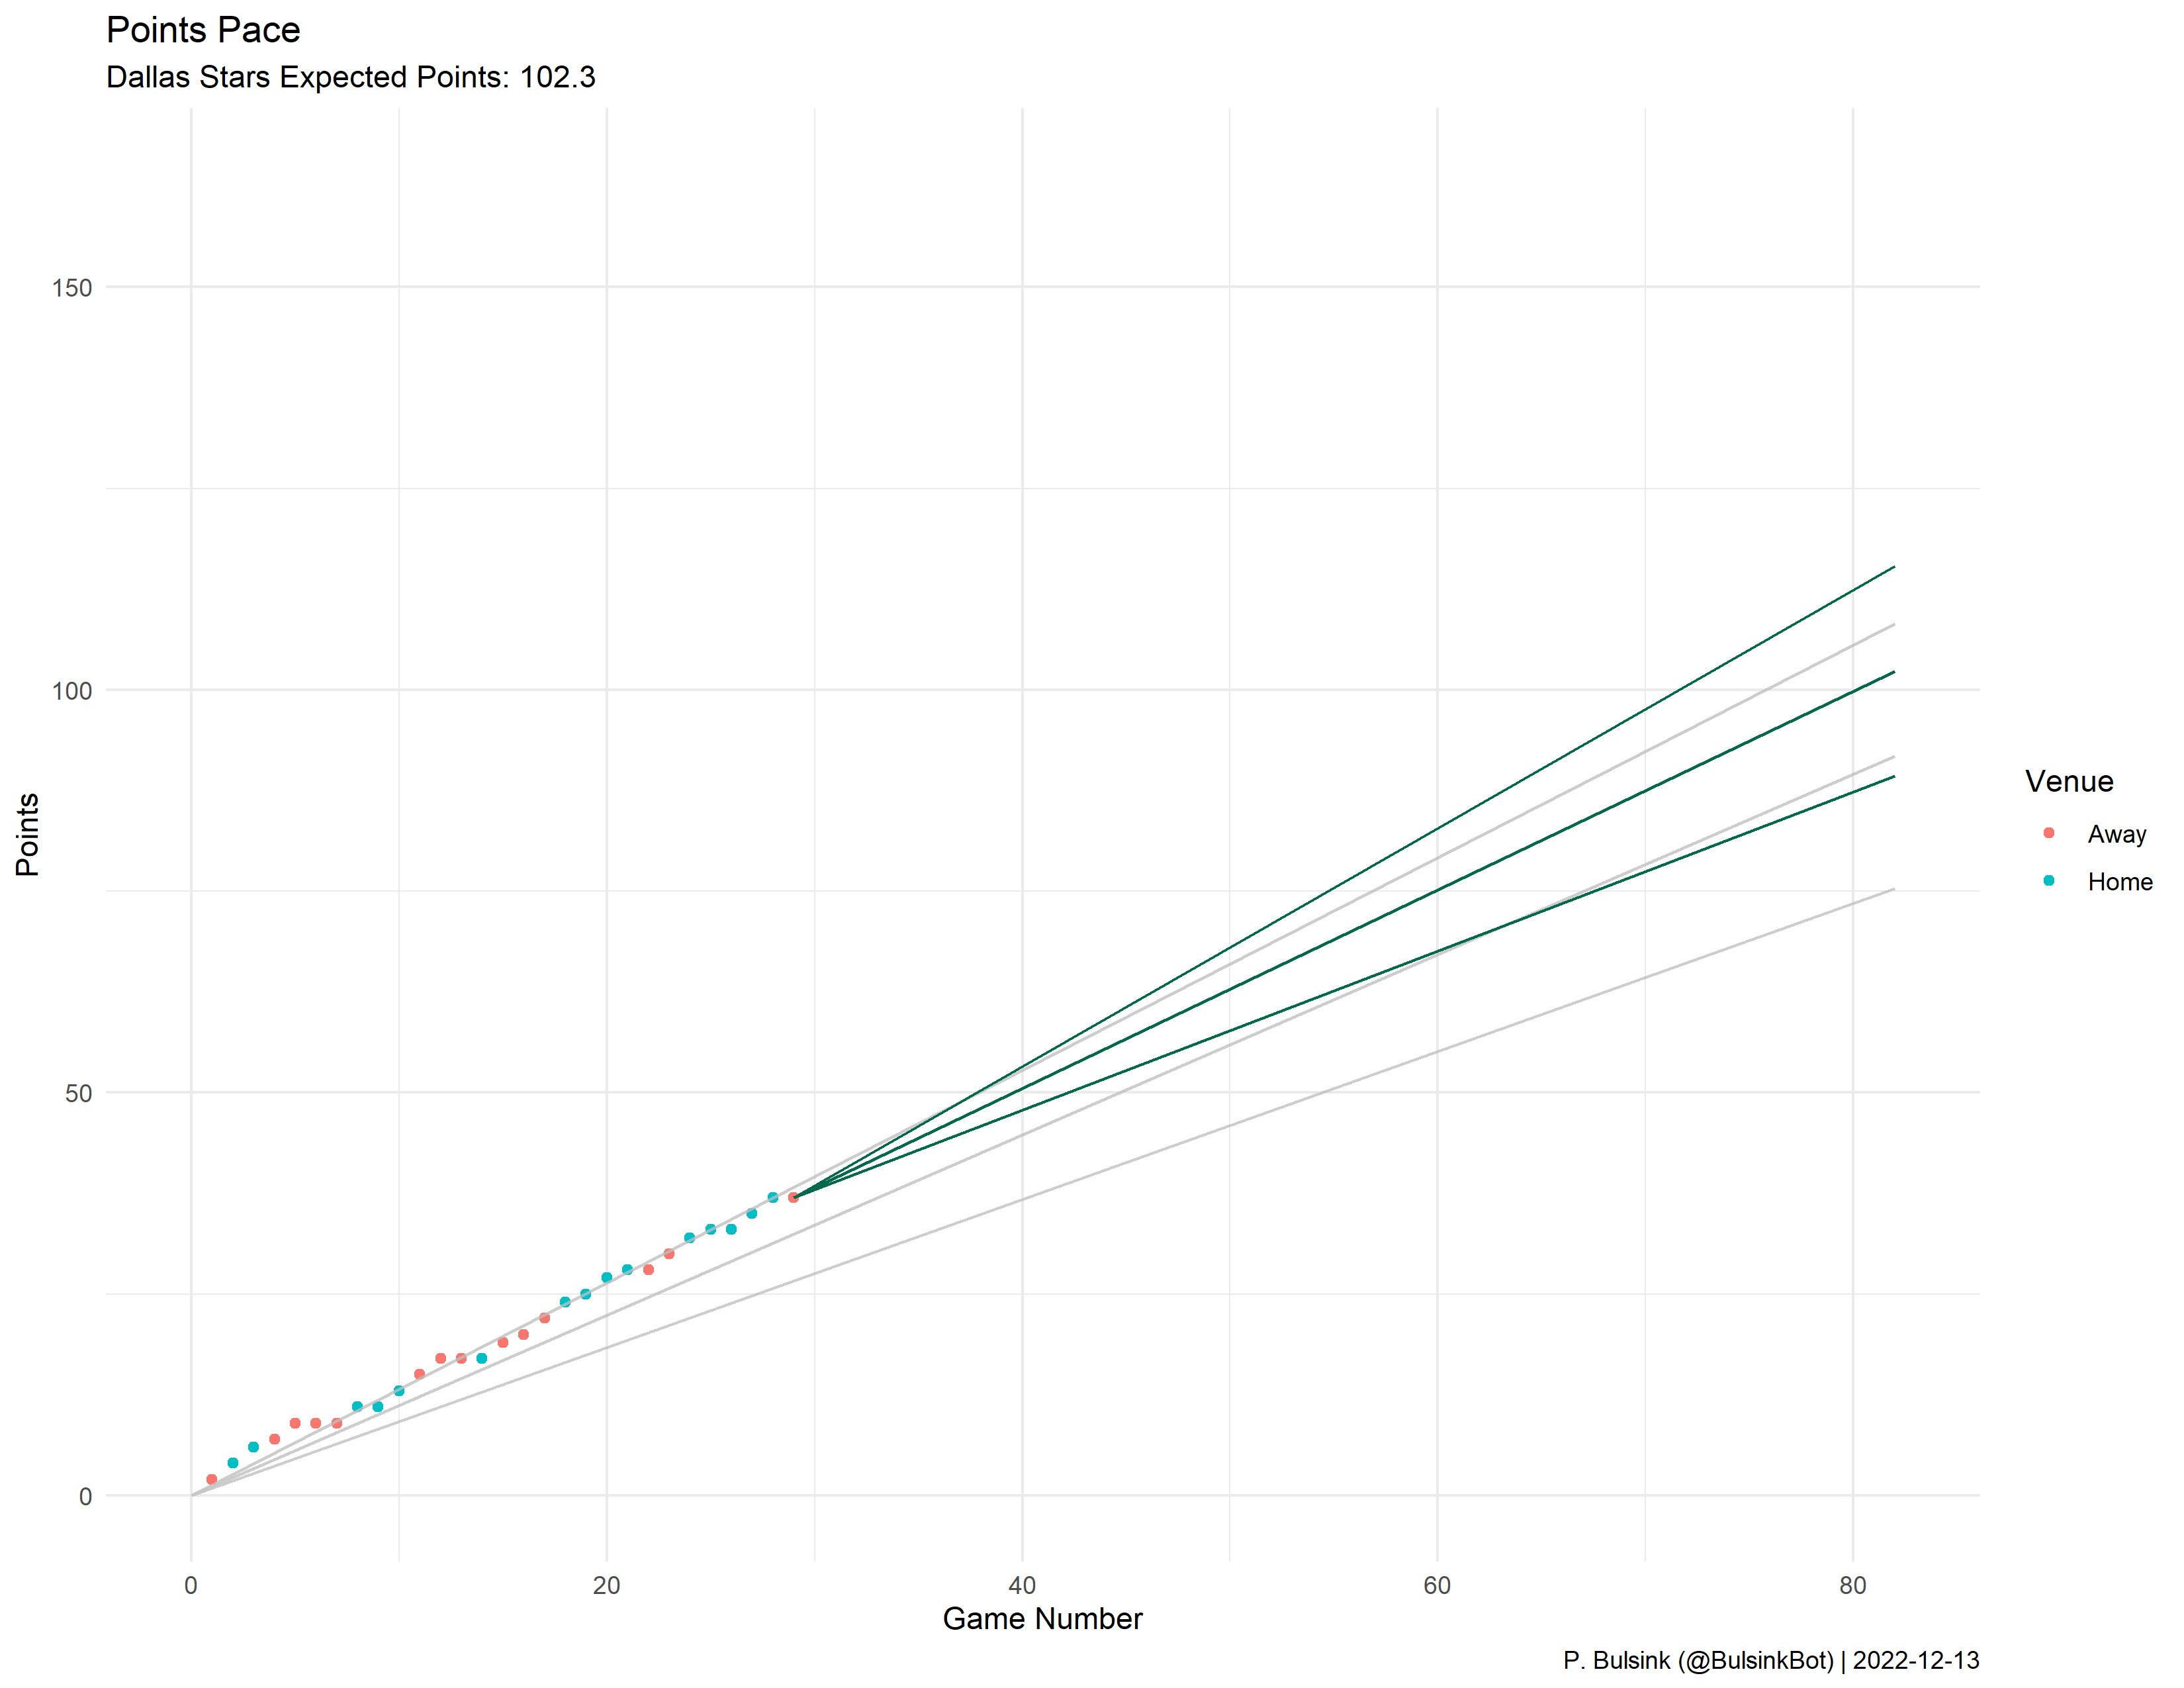 Points Pace
Dallas Stars Expected Points: 102.3
150
100
50
0
Points
0 20 40 60 80
Game Number
Venue
Away
Home
P. Bulsink (@BulsinkBot) | 2022-12-13